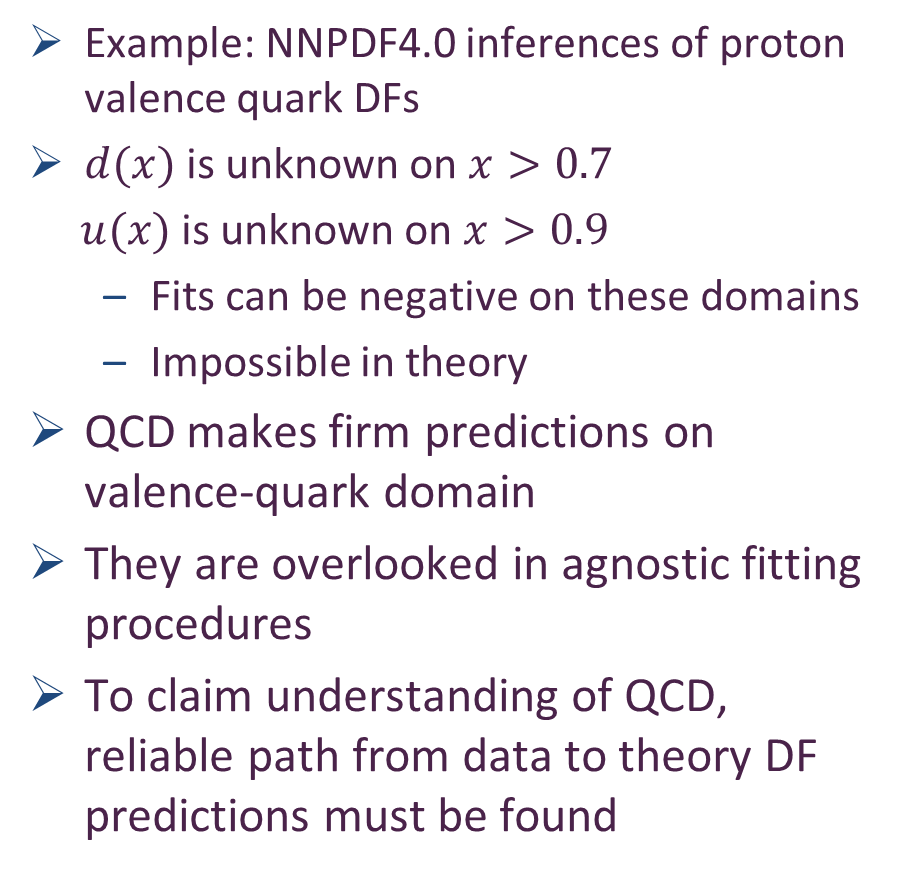 ➢ Example: NNPDF4.0 inferences of proton
valence quark DFs
➢ d(x) is unknown on x > 0.7
u(x) is unknown on x > 0.9
– Fits can be negative on these domains
– Impossible in theory
➢ QCD makes firm predictions on
valence-quark domain
➢ They are overlooked in agnostic fitting
procedures
➢ To claim understanding of QCD,
reliable path from data to theory DF
predictions must be found